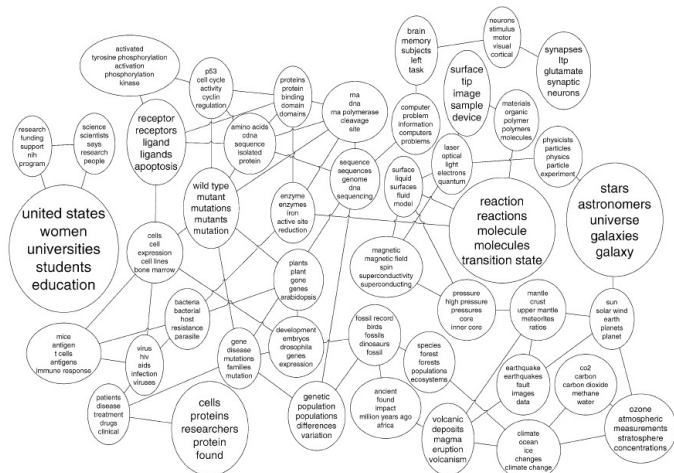 activated
tyrosine phosphorylation
activation
phosphorylation
kinase
p53
cell cycle
activity
cyclin
regulation
proteins
protein
binding
domain
domains
rna
dna
rna polymerase
cleavage
site
brain
memory
subjects
left
task
neurons
stimulus
motor
visual
cortical
synapses
ltp
glutamate
synaptic
neurons
surface
tip
image
sample
device
research
funding
support
nih
program
science
scientists
says
research
people
receptor
receptors
ligand
ligands
apoptosis
amino acids
cdna
sequence
isolated
protein
computer
problem
information
computers
problems
materials
organic
polymer
polymers
molecules
laser
optical
light
electrons
quantum
physicists
particles
physics
particle
experiment
united states
women
universities
students
education
wild type
mutant
mutations
mutants
mutation
sequence
sequences
genome
dna
sequencing
surface
liquid
surfaces
fluid
model
reaction
reactions
molecule
molecules
transition state
stars
astronomers
universe
galaxies
galaxy
enzyme
enzymes
iron
active site
reduction
cells
cell
expression
cell lines
bone marrow
magnetic
magnetic field
spin
superconductivity
superconducting
plants
plant
gene
genes
arabidopsis
pressure
high pressure
pressures
core
inner core
mantle
crust
upper mantle
meteorites
ratios
sun
solar wind
earth
planets
planet
bacteria
bacterial
host
resistance
parasite
mice
antigen
t cells
antigens
immune response
virus
hiv
aids
infection
viruses
gene
disease
mutations
families
mutation
development
embryos
drosophila
genes
expression
fossil record
birds
fossils
dinosaurs
fossil
species
forest
forests
populations
ecosystems
earthquake
earthquakes
fault
images
data
co2
carbon
carbon dioxide
methane
water
patients
disease
treatment
drugs
clinical
cells
proteins
researchers
protein
found
genetic
population
populations
differences
variation
ancient
found
impact
million years ago
africa
volcanic
deposits
magma
eruption
volcanism
climate
ocean
ice
changes
climate change
ozone
atmospheric
measurements
stratosphere
concentrations